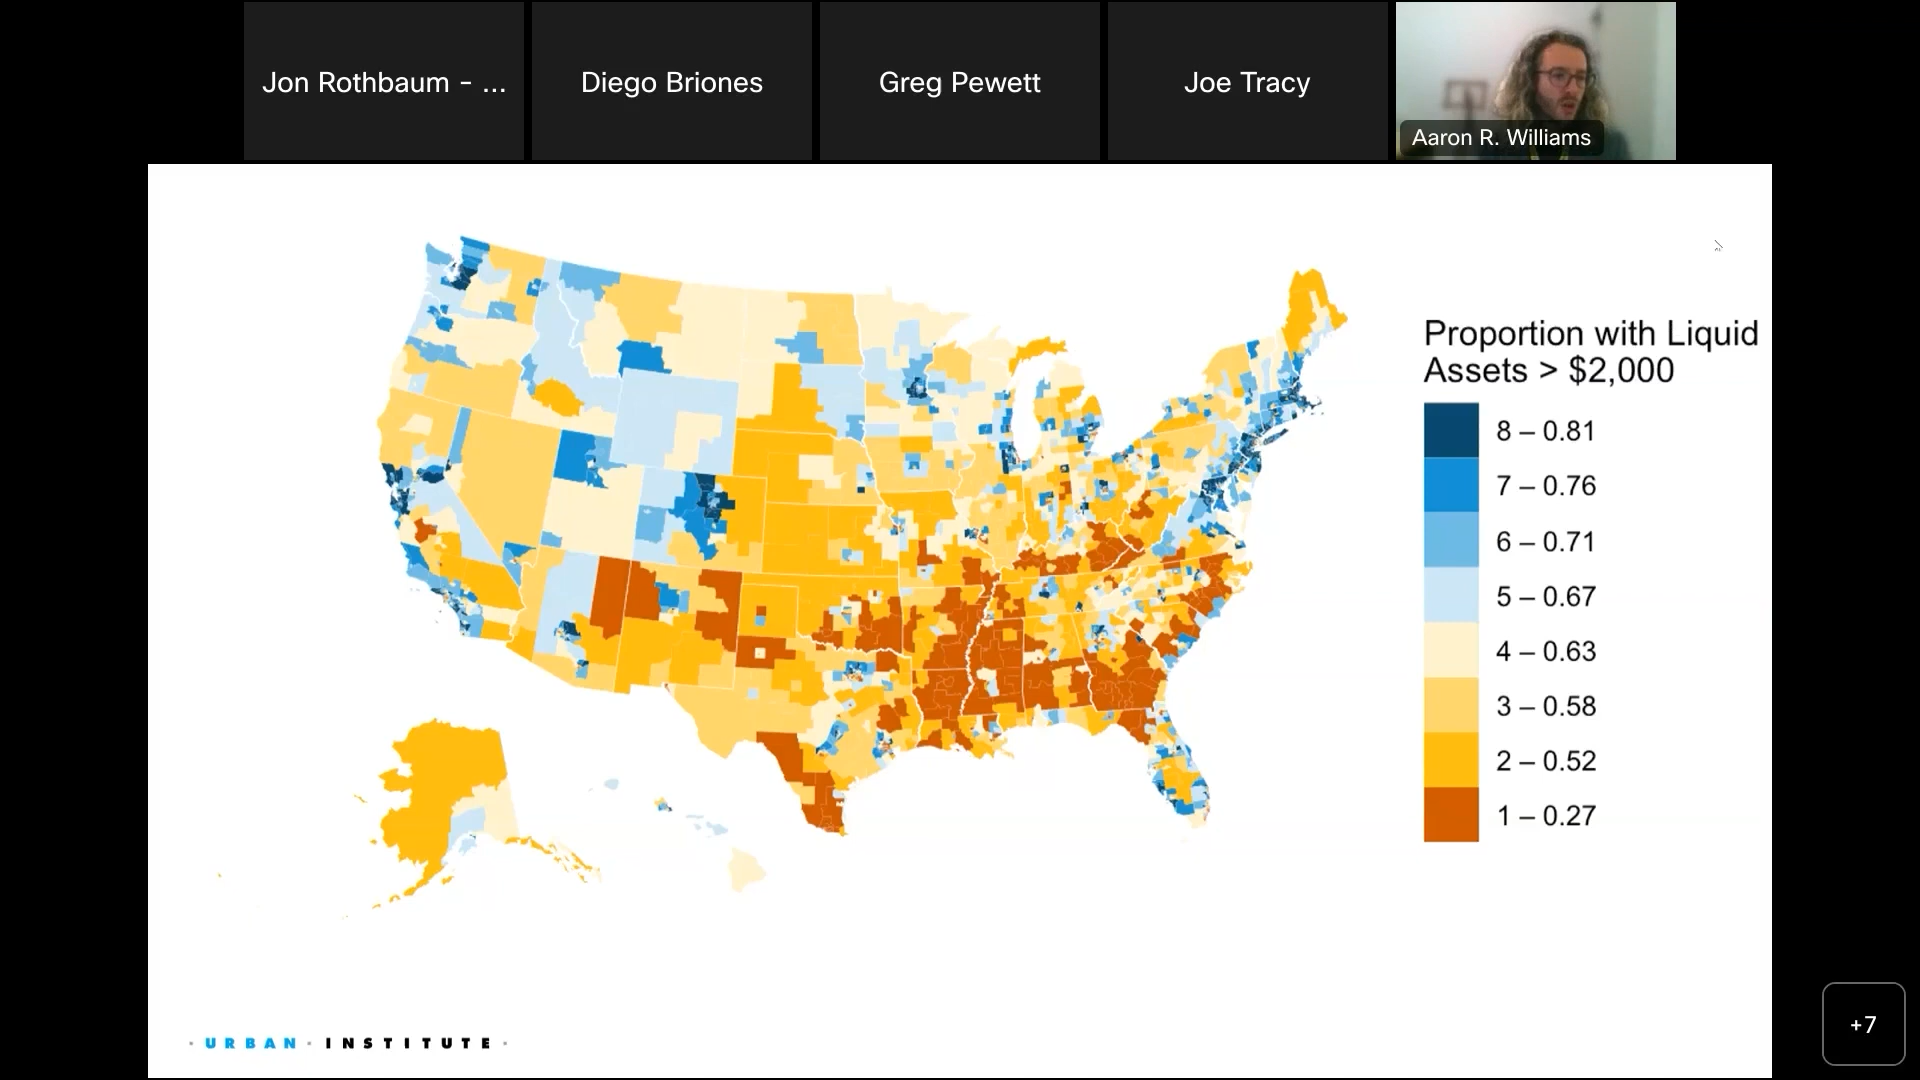 Jon Rothbaum - ...
Diego Briones
Greg Pewett
Joe Tracy
Aaron R. Williams
Proportion with Liquid
Assets > $2,000
8 – 0.81
7 – 0.76
6 – 0.71
5 – 0.67
4 – 0.63
3 – 0.58
2 – 0.52
1 – 0.27
· URBAN · INSTITUTE ·
+7